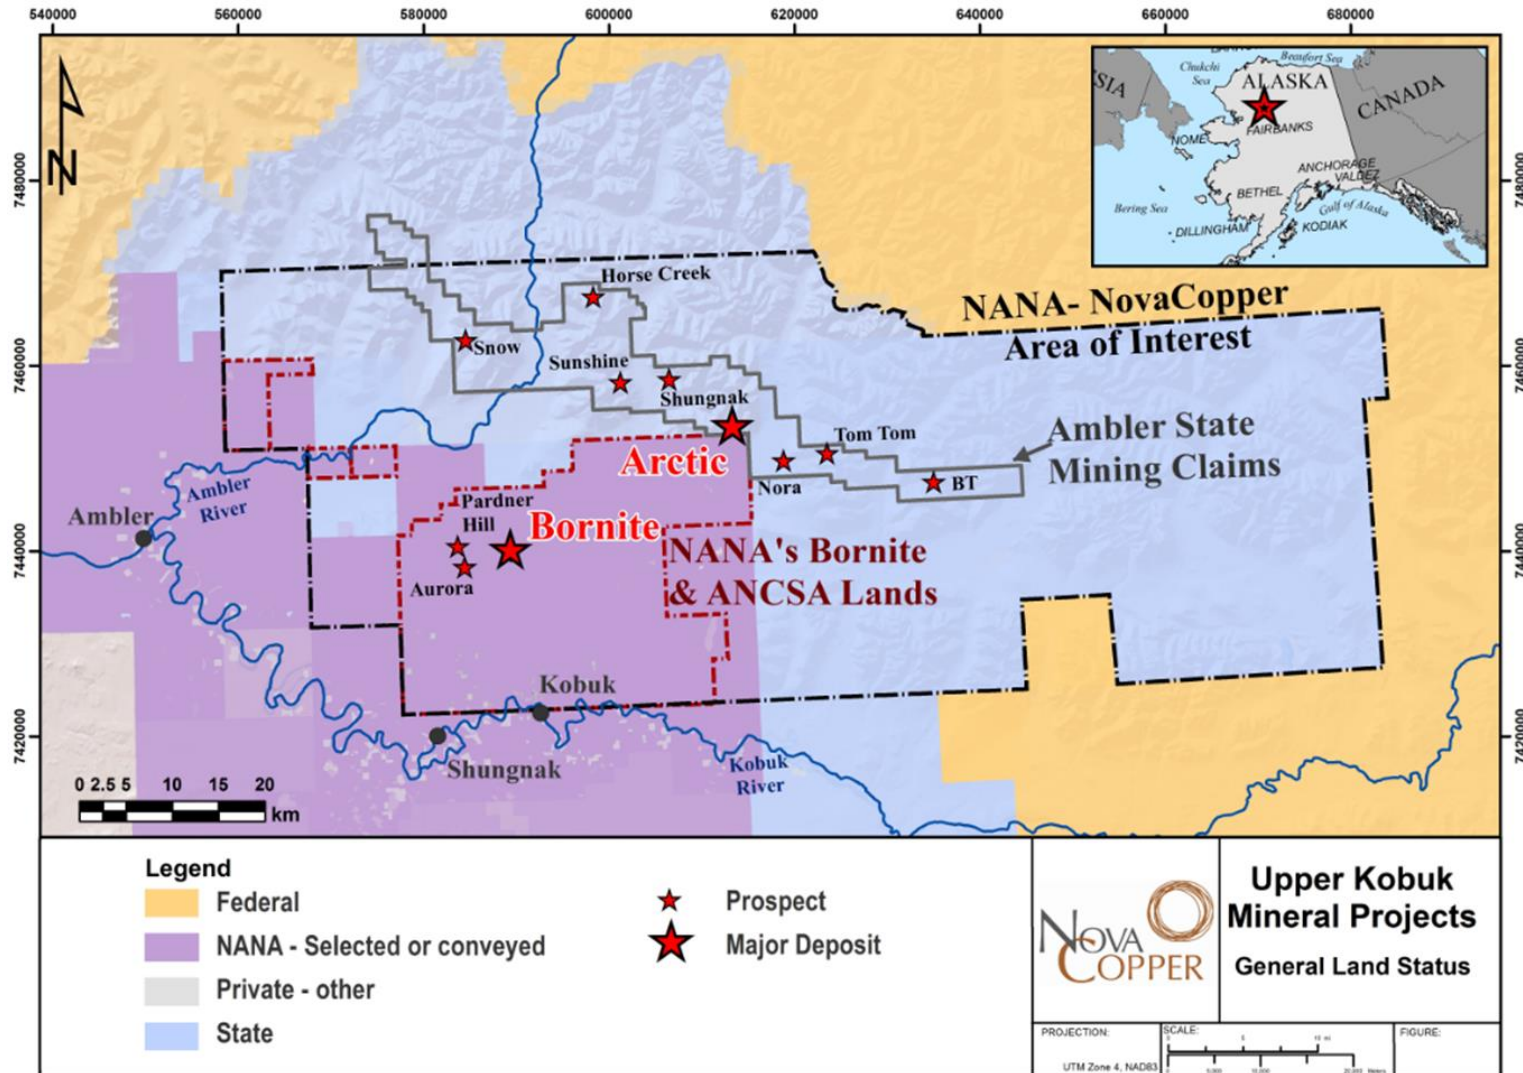 540000 560000 580000 600000 620000 640000 660000 680000
N
7480000
7460000
7440000
7420000
7480000
7460000
7440000
7420000
Beaufort Sea
Chukchi
Sea
ALASKA
CANADA
FAIRBANKS
NOME
ANCHORAGE
VALDEZ
BETHEL
Bering Sea
Gulf of Alaska
DILLINGHAM
KODIAK
Horse Creek
NANA- NovaCopper
Area of Interest
Snow
Sunshine
Shungnak
Tom Tom
Ambler State
Mining Claims
Arctic
Nora
BT
Ambler
River
Ambler
Pardner
Hill
Bornite
Aurora
NANA's Bornite
& ANCSA Lands
Kobuk
Shungnak
Kobuk
River
0 2.5 5 10 15 20
km
Legend
Federal
NANA - Selected or conveyed
Private - other
State
Prospect
Major Deposit
NOVA
COPPER
Upper Kobuk
Mineral Projects
General Land Status
PROJECTION:
UTM Zone 4, NAD83
SCALE:
FIGURE: